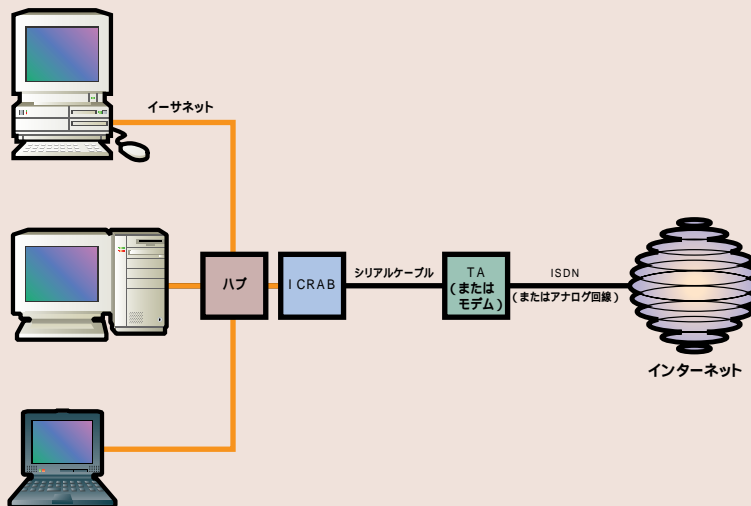 イーサネット
ハブ
ICRAB
シリアルケーブル
TA
(または
モデム)
ISDN
(またはアナログ回線)
インターネット